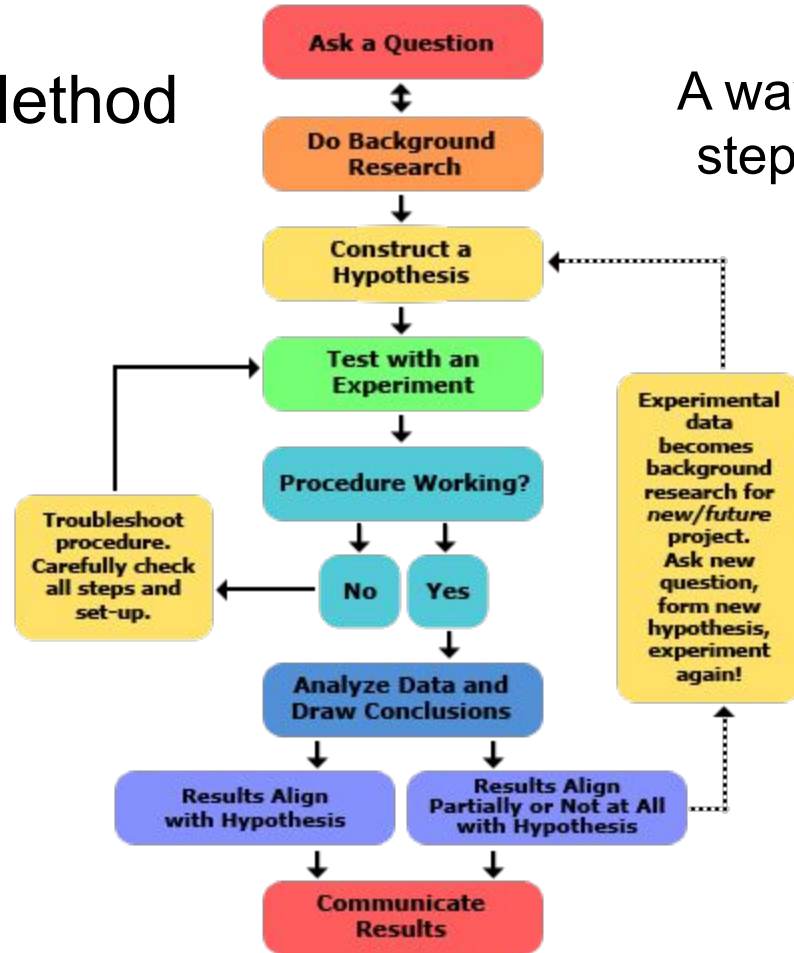 Ask a Question
Method
A way
step
Do Background
Research
Construct a
Hypothesis
Test with an
Experiment
Procedure Working?
No
Yes
Troubleshoot
procedure.
Carefully check
all steps and
set-up.
Experimental
data
becomes
background
research for
new/future
project.
Ask new
question,
form new
hypothesis,
experiment
again!
Analyze Data and
Draw Conclusions
Results Align
with Hypothesis
Results Align
Partially or Not at All
with Hypothesis
Communicate
Results